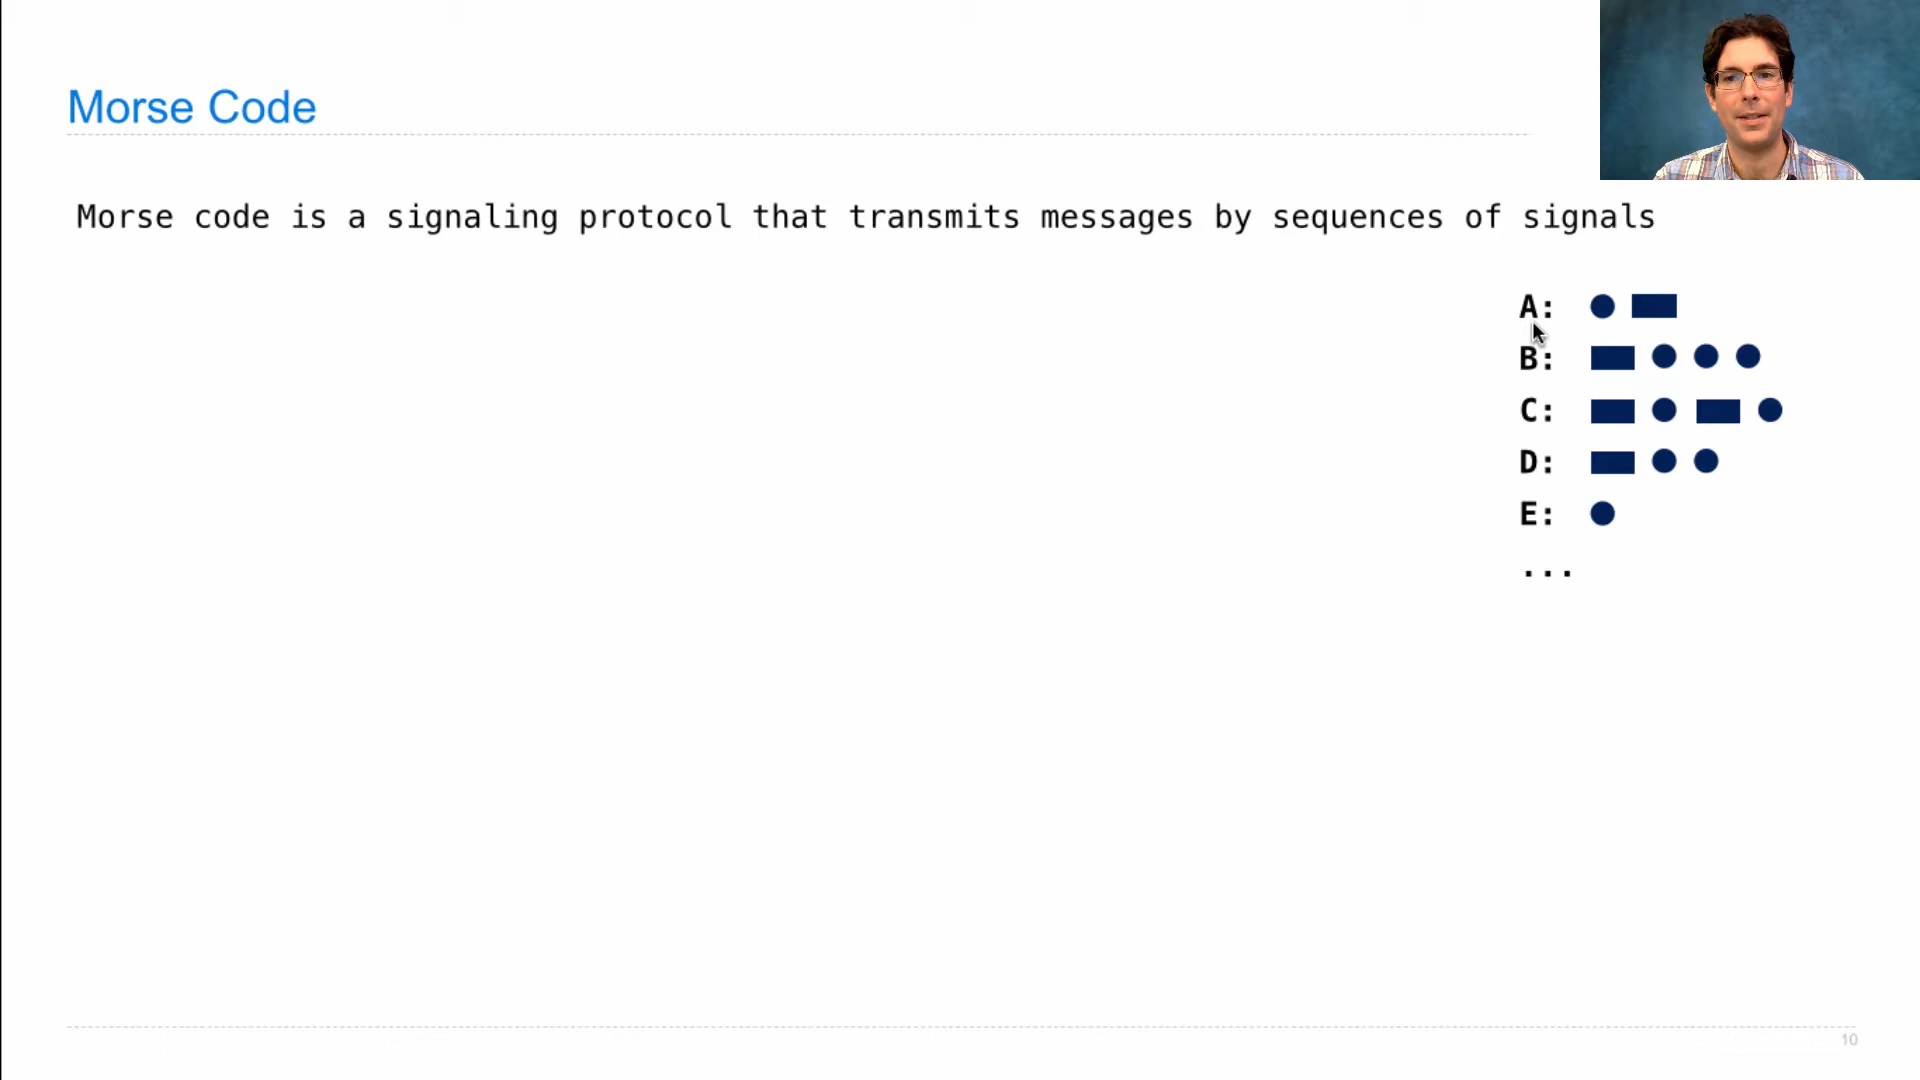 Morse Code
Morse code is a signaling protocol that transmits messages by sequences of signals
A:
B:
C:
D:
E:
...
10